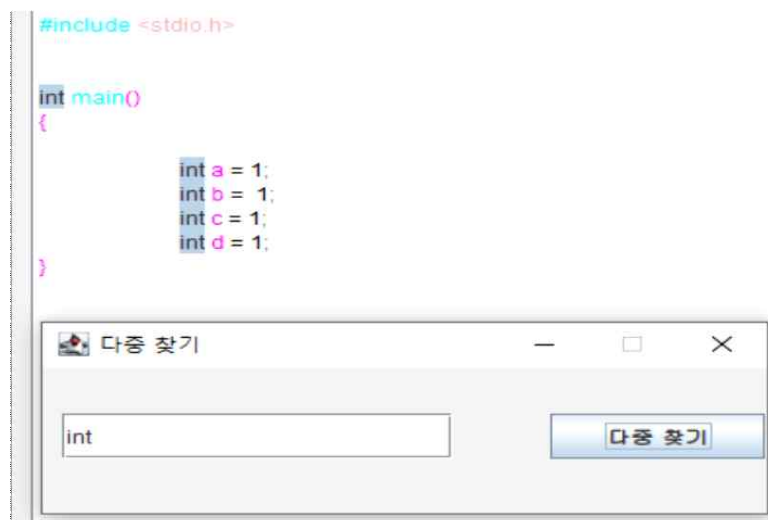 #include <stdio.h>
int main()
{
int a = 1;
int b =  1;
int c = 1;
int d = 1;
}
다중 찾기
int
다중 찾기